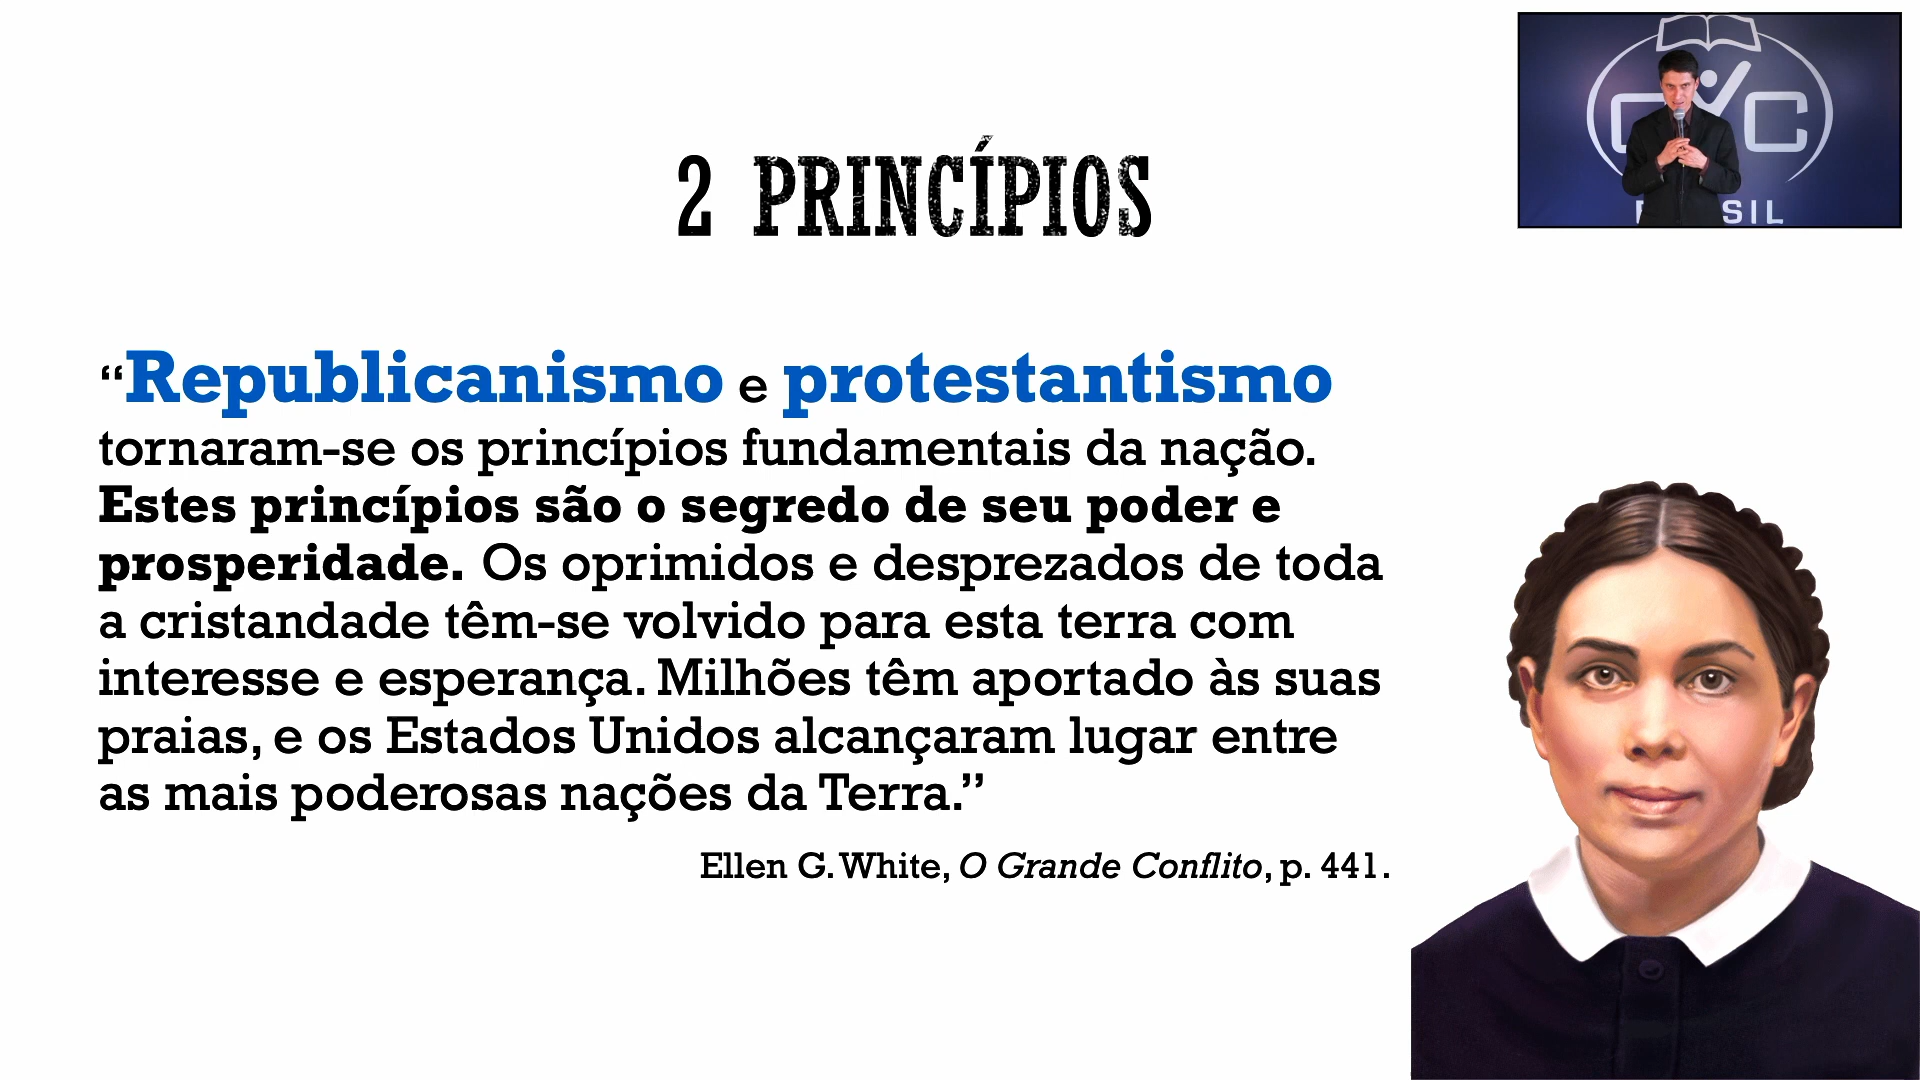 2 PRINCÍPIOS
“Republicanismo e protestantismo
tornaram-se os princípios fundamentais da nação.
Estes princípios são o segredo de seu poder e
prosperidade. Os oprimidos e desprezados de toda
a cristandade têm-se volvido para esta terra com
interesse e esperança. Milhões têm aportado às suas
praias, e os Estados Unidos alcançaram lugar entre
as mais poderosas nações da Terra.”
Ellen G. White, O Grande Conflito, p. 441.